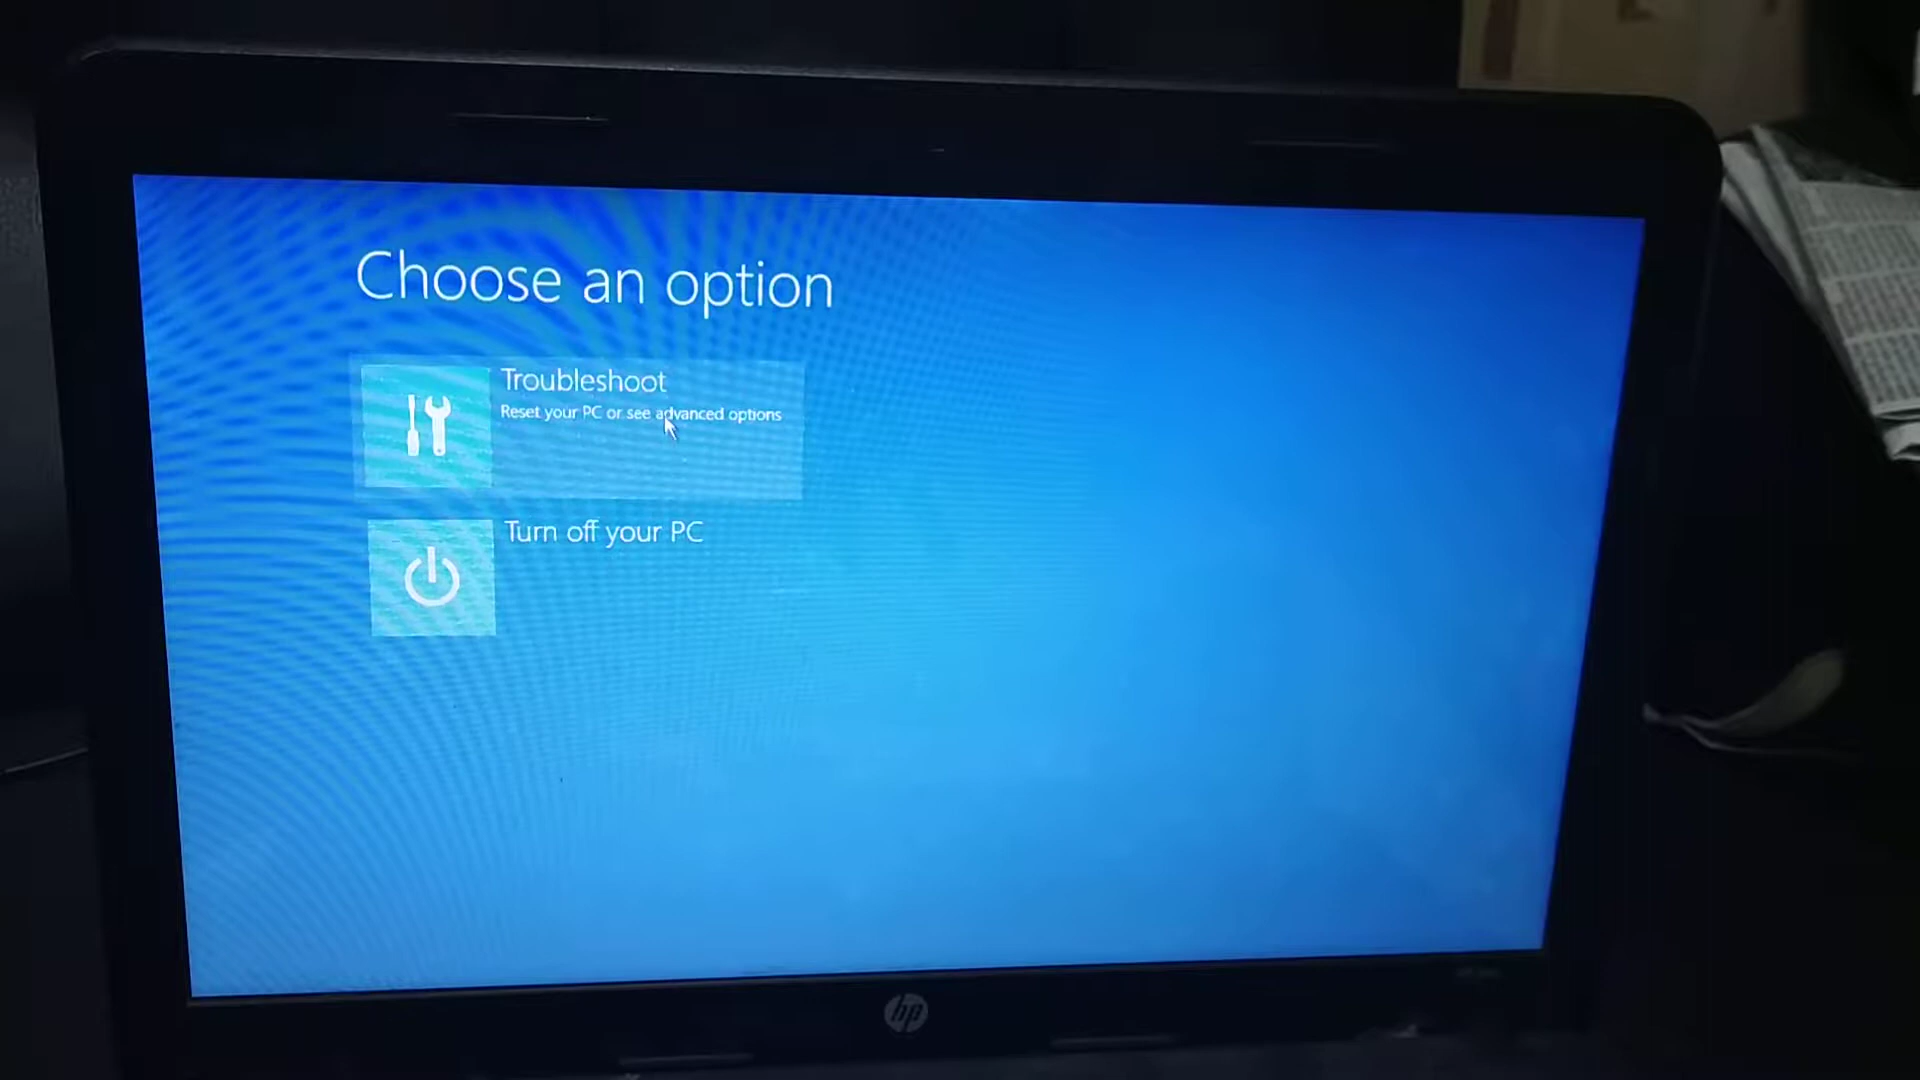 Choose an option
Troubleshoot
Reset your PC or see advanced options
Turn off your PC
hp